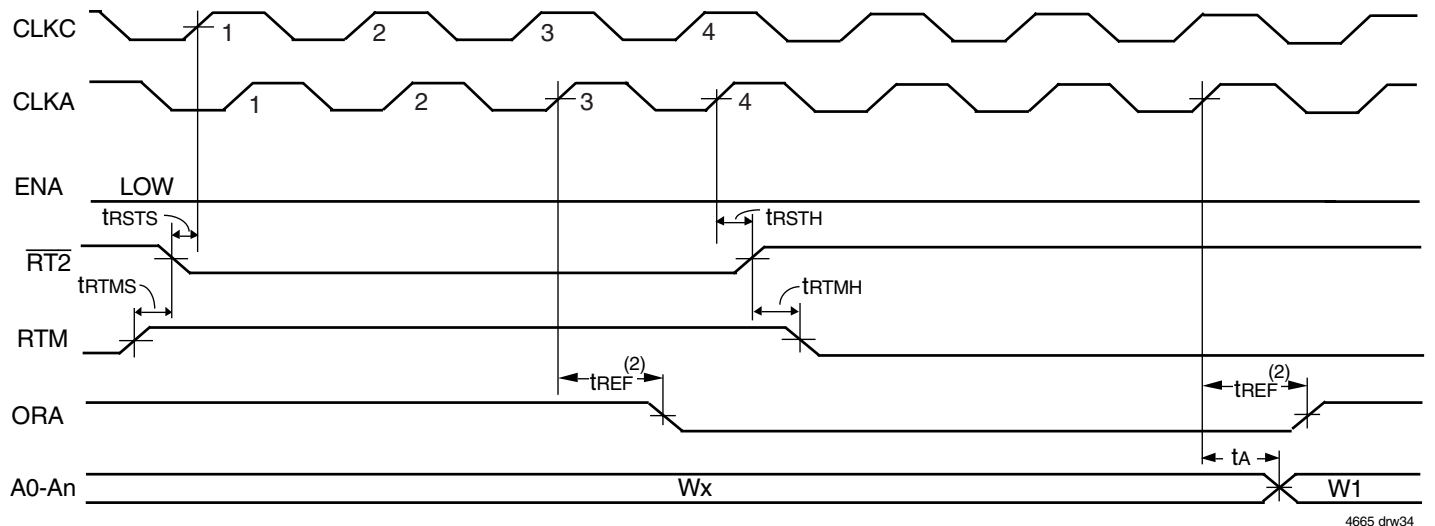 CLKC 1 2 3 4
CLKA 1 2 3 4
ENA LOW
tRSTS tRSTH
RT2
tRTMS tRTMH
RTM
tREF(2) tREF(2)
ORA
tA
A0-An Wx W1
4665 drw34